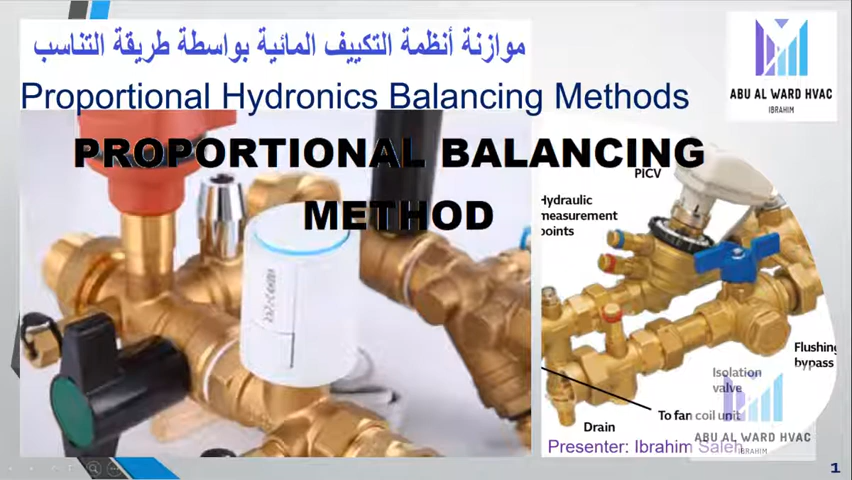 موازنة أنظمة التكييف المائية بواسطة طريقة التناسب
Proportional Hydronics Balancing Methods
ABU AL WARD HVAC
IBRAHIM
PROPORTIONAL BALANCING
METHOD
PICV
Hydraulic
measurement
points
Flushing
bypass
Isolation
valve
To fan coil unit
Drain
Presenter: Ibrahim Saleh
ABU AL WARD HVAC
IBRAHIM
1